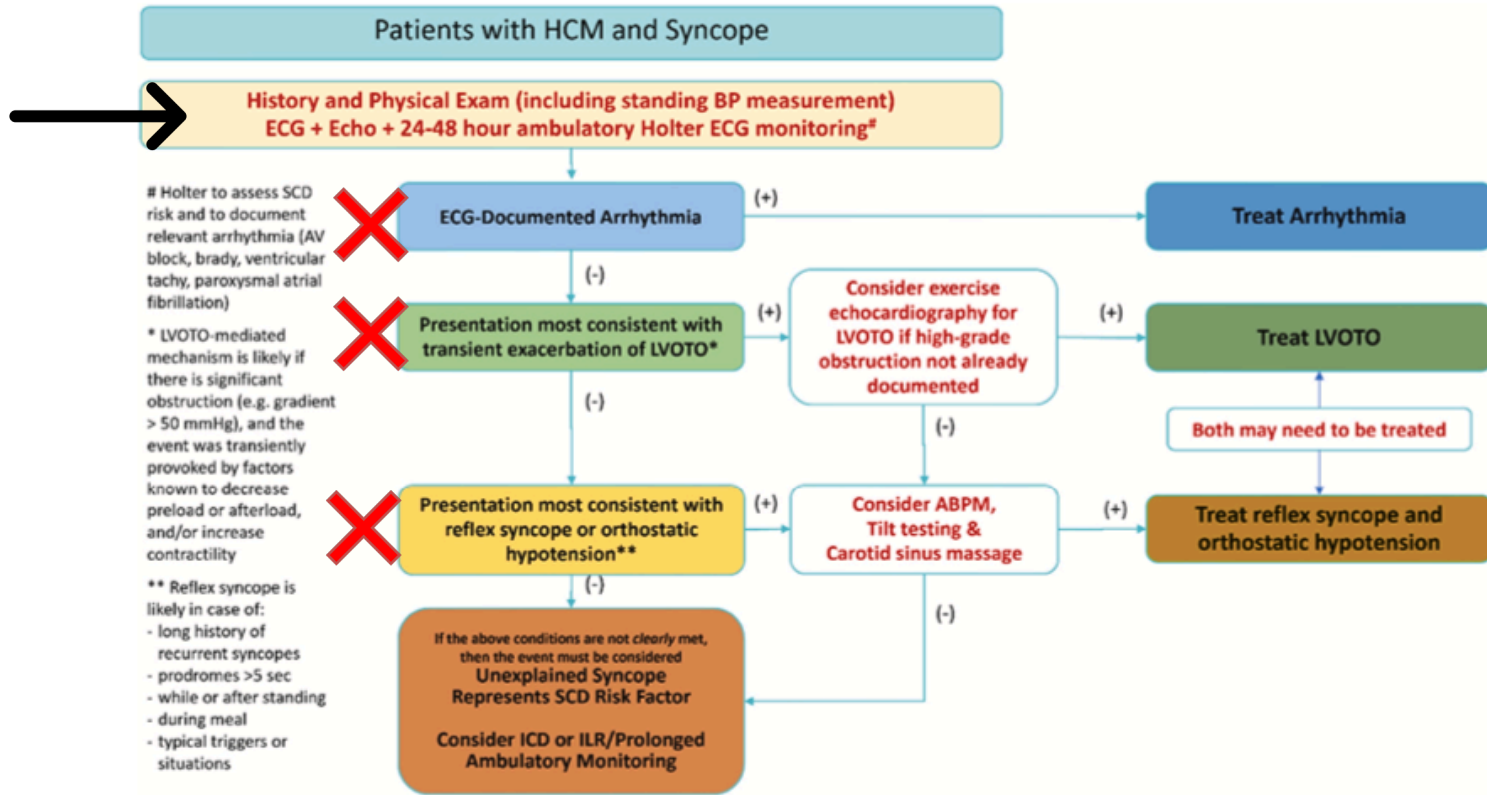 Patients with HCM and Syncope
History and Physical Exam (including standing BP measurement)
ECG + Echo + 24-48 hour ambulatory Holter ECG monitoring#
# Holter to assess SCD
risk and to document
relevant arrhythmia (AV
block, brady, ventricular
tachy, paroxysmal atrial
fibrillation)
* LVOTO-mediated
mechanism is likely if
there is significant
obstruction (e.g. gradient
> 50 mmHg), and the
event was transiently
provoked by factors
known to decrease
preload or afterload,
and/or increase
contractility
** Reflex syncope is
likely in case of:
- long history of
recurrent syncopes
- prodromes >5 sec
- while or after standing
- during meal
- typical triggers or
situations
ECG-Documented Arrhythmia
(+)
Treat Arrhythmia
(-)
Presentation most consistent with
transient exacerbation of LVOTO*
(+)
Consider exercise
echocardiography for
LVOTO if high-grade
obstruction not already
documented
(+)
Treat LVOTO
(-)
(-)
Both may need to be treated
Presentation most consistent with
reflex syncope or orthostatic
hypotension**
(+)
Consider ABPM,
Tilt testing &
Carotid sinus massage
(+)
Treat reflex syncope and
orthostatic hypotension
(-)
(-)
If the above conditions are not clearly met,
then the event must be considered
Unexplained Syncope
Represents SCD Risk Factor
Consider ICD or ILR/Prolonged
Ambulatory Monitoring